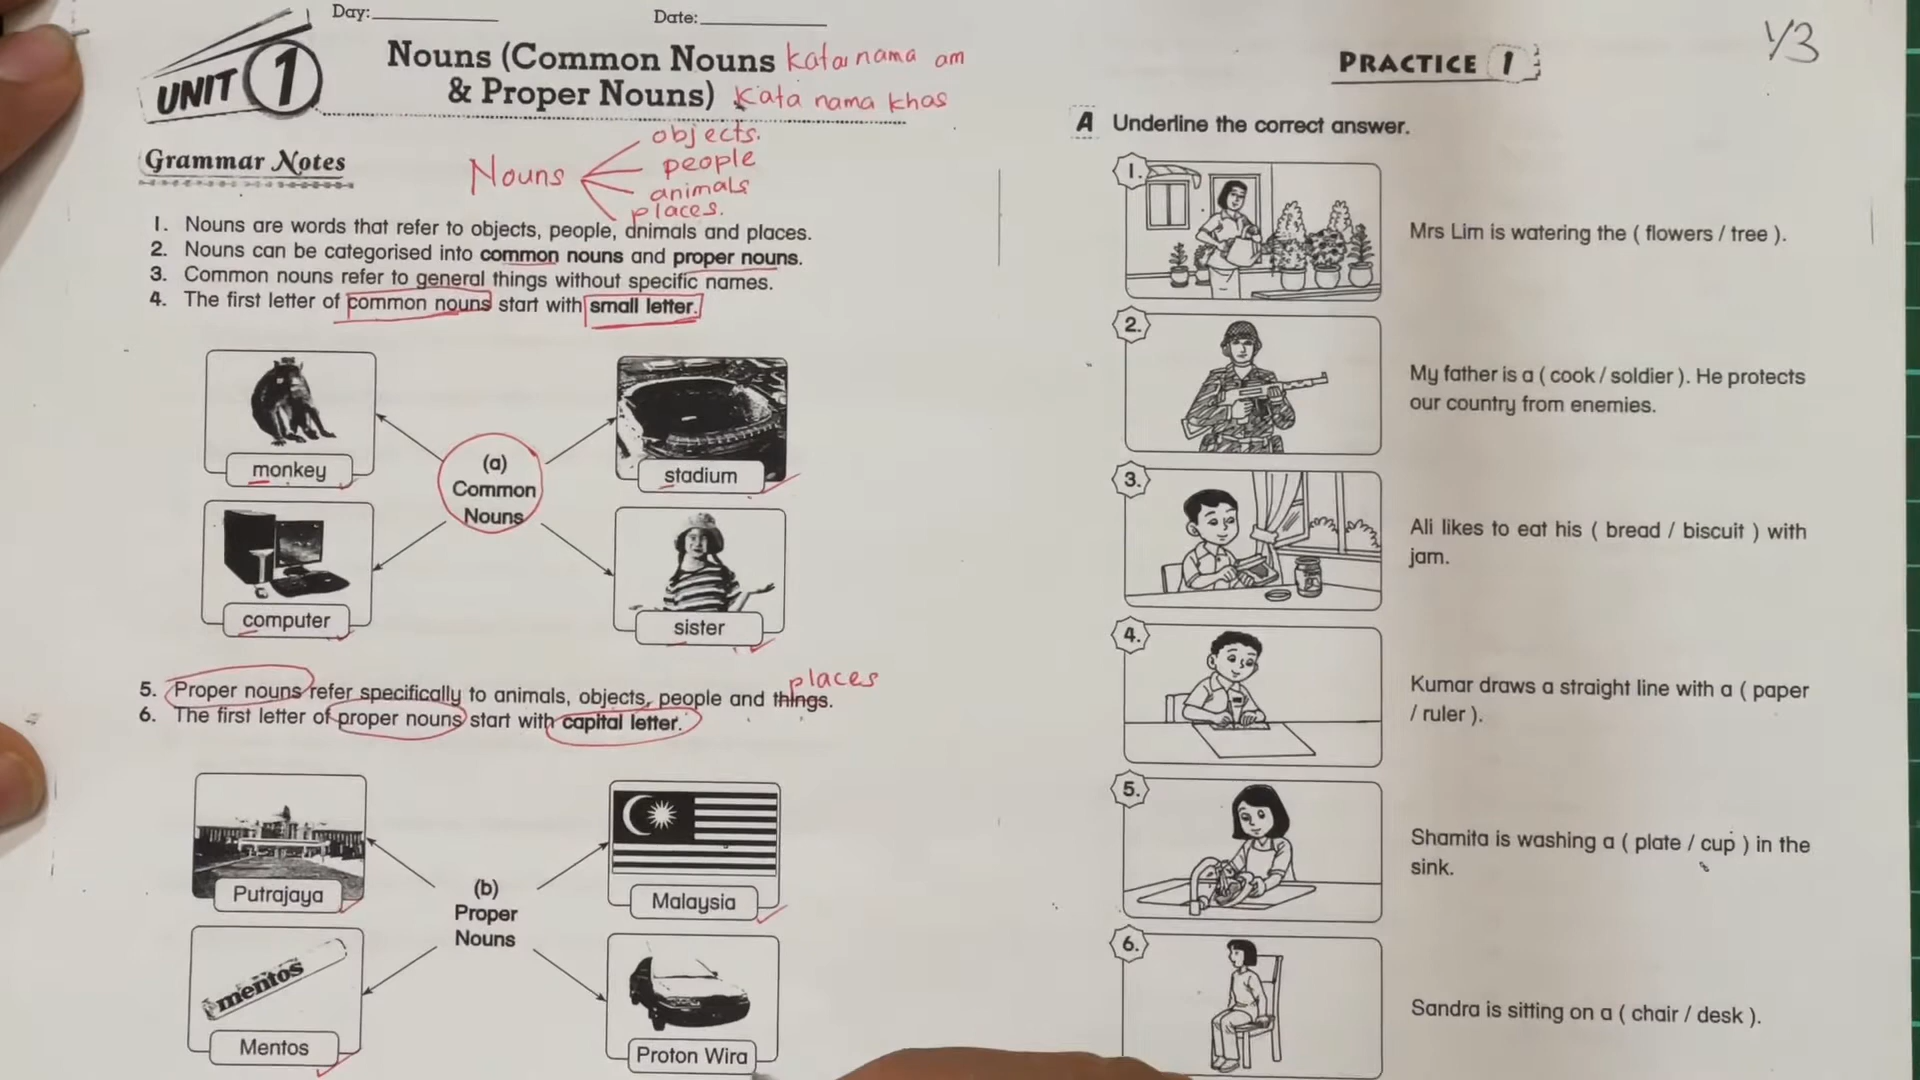 Day:
Date:
UNIT 1
Nouns (Common Nouns kata nama am
& Proper Nouns) Kata nama khas
Grammar Notes
Nouns
objects.
people
animals
places.
1. Nouns are words that refer to objects, people, animals and places.
2. Nouns can be categorised into common nouns and proper nouns.
3. Common nouns refer to general things without specific names.
4. The first letter of common nouns start with small letter.
monkey
stadium
(a)
Common
Nouns
computer
sister
places
5. Proper nouns refer specifically to animals, objects, people and things.
6. The first letter of proper nouns start with capital letter.
Putrajaya
Malaysia
(b)
Proper
Nouns
mentos
Mentos
Proton Wira
1/3
PRACTICE 1
A Underline the correct answer.
1.
Mrs Lim is watering the ( flowers / tree ).
2.
My father is a ( cook / soldier ). He protects
our country from enemies.
3.
Ali likes to eat his ( bread / biscuit ) with
jam.
4.
Kumar draws a straight line with a ( paper
/ ruler ).
5.
Shamita is washing a ( plate / cup ) in the
sink.
6.
Sandra is sitting on a ( chair / desk ).